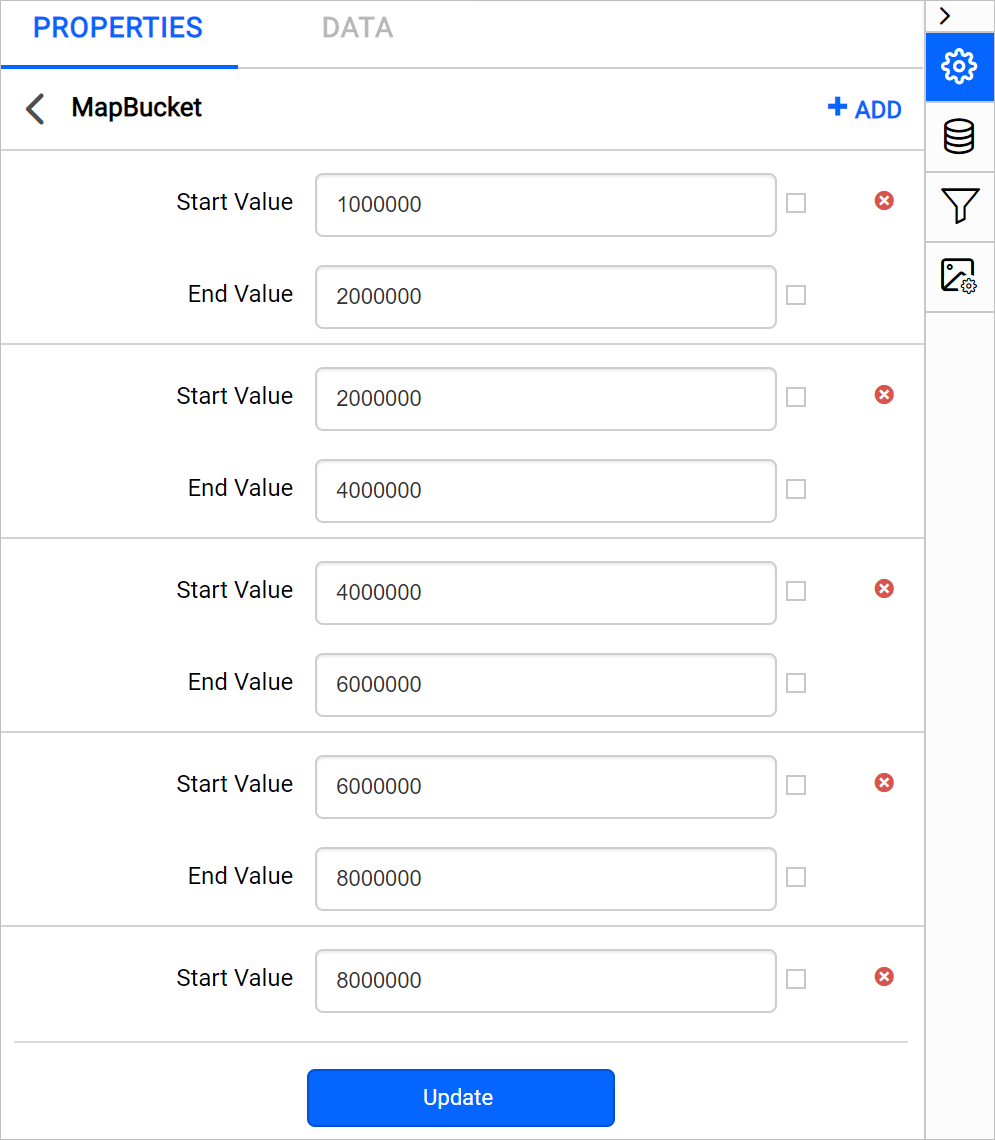 PROPERTIES DATA
MapBucket + ADD
Start Value 1000000
End Value 2000000
Start Value 2000000
End Value 4000000
Start Value 4000000
End Value 6000000
Start Value 6000000
End Value 8000000
Start Value 8000000
Update